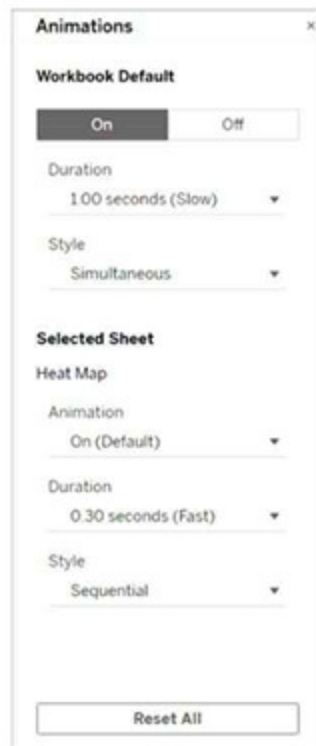 Animations ×
Workbook Default
On Off
Duration
1.00 seconds (Slow)
Style
Simultaneous
Selected Sheet
Heat Map
Animation
On (Default)
Duration
0.30 seconds (Fast)
Style
Sequential
Reset All